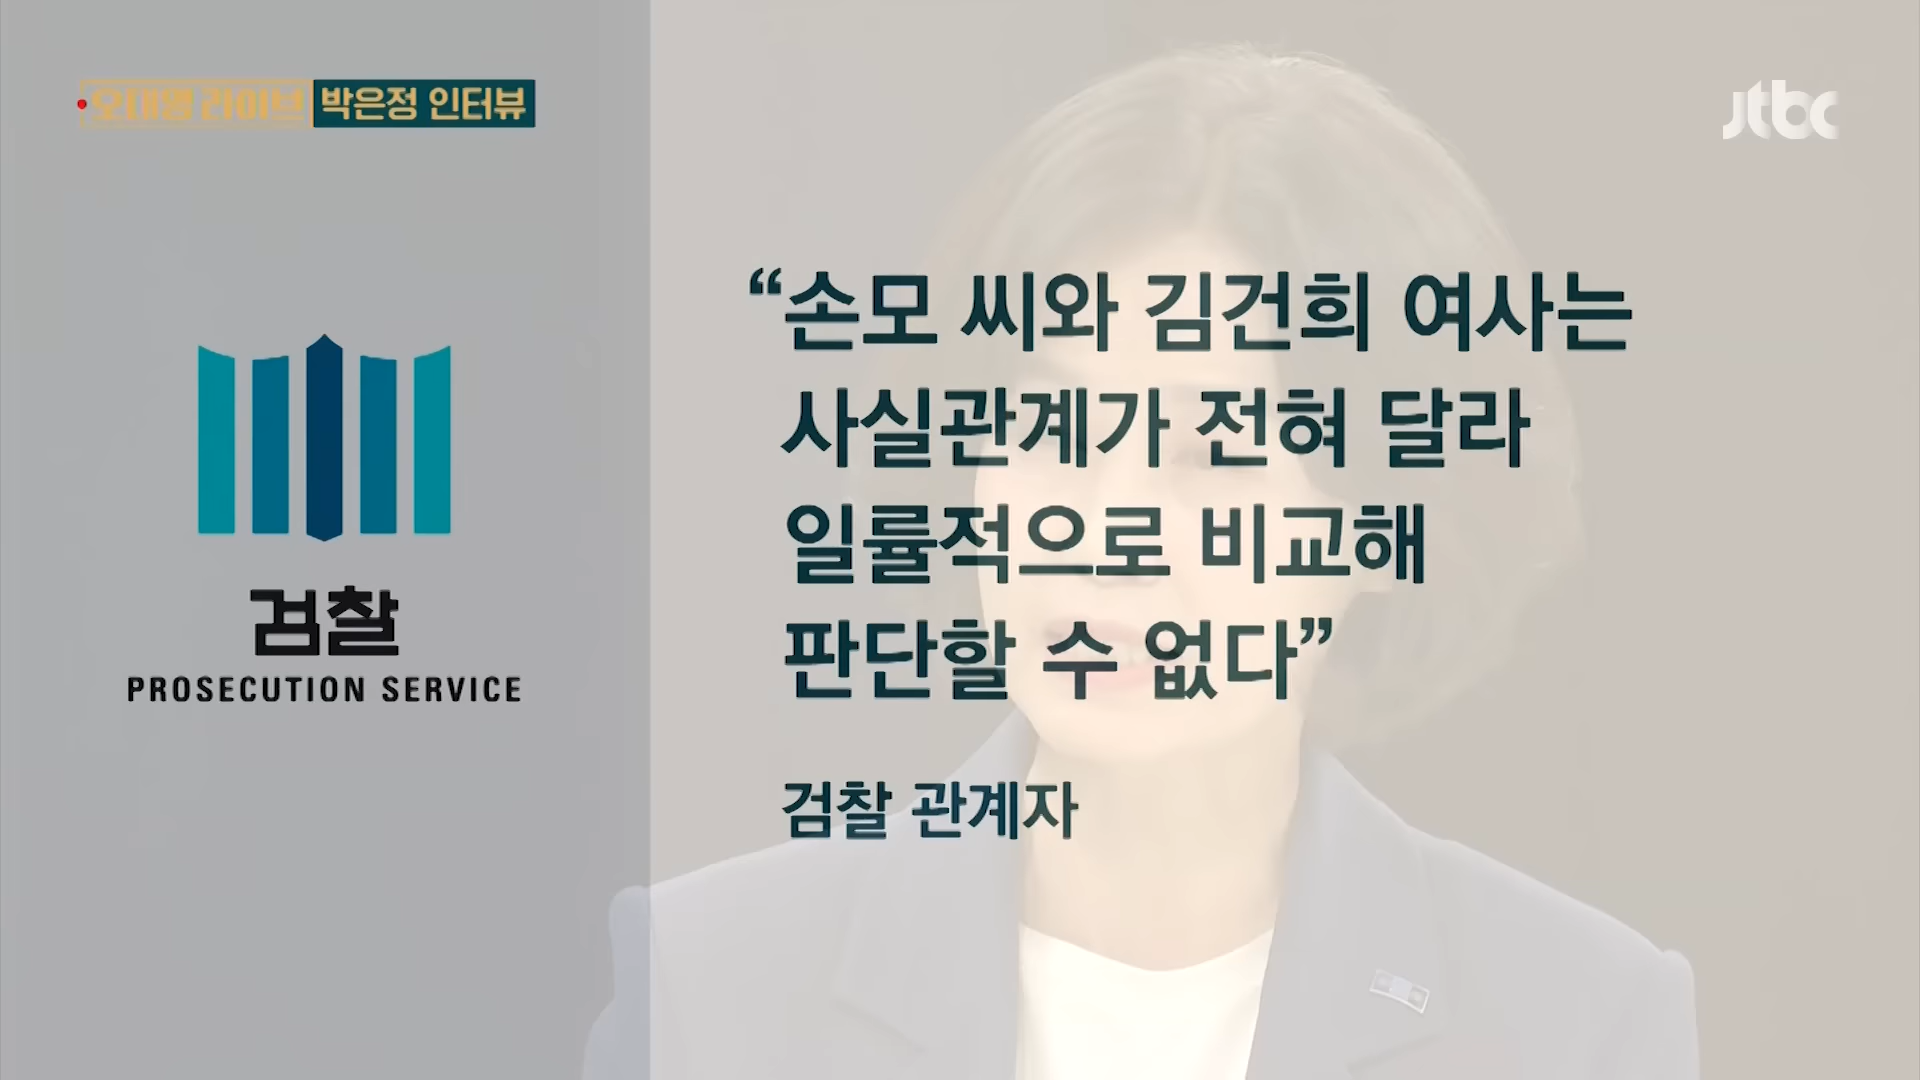 오대영 라이브 박은정 인터뷰
jtbc
“손모 씨와 김건희 여사는
사실관계가 전혀 달라
일률적으로 비교해
판단할 수 없다”
검찰 관계자
검찰
PROSECUTION SERVICE